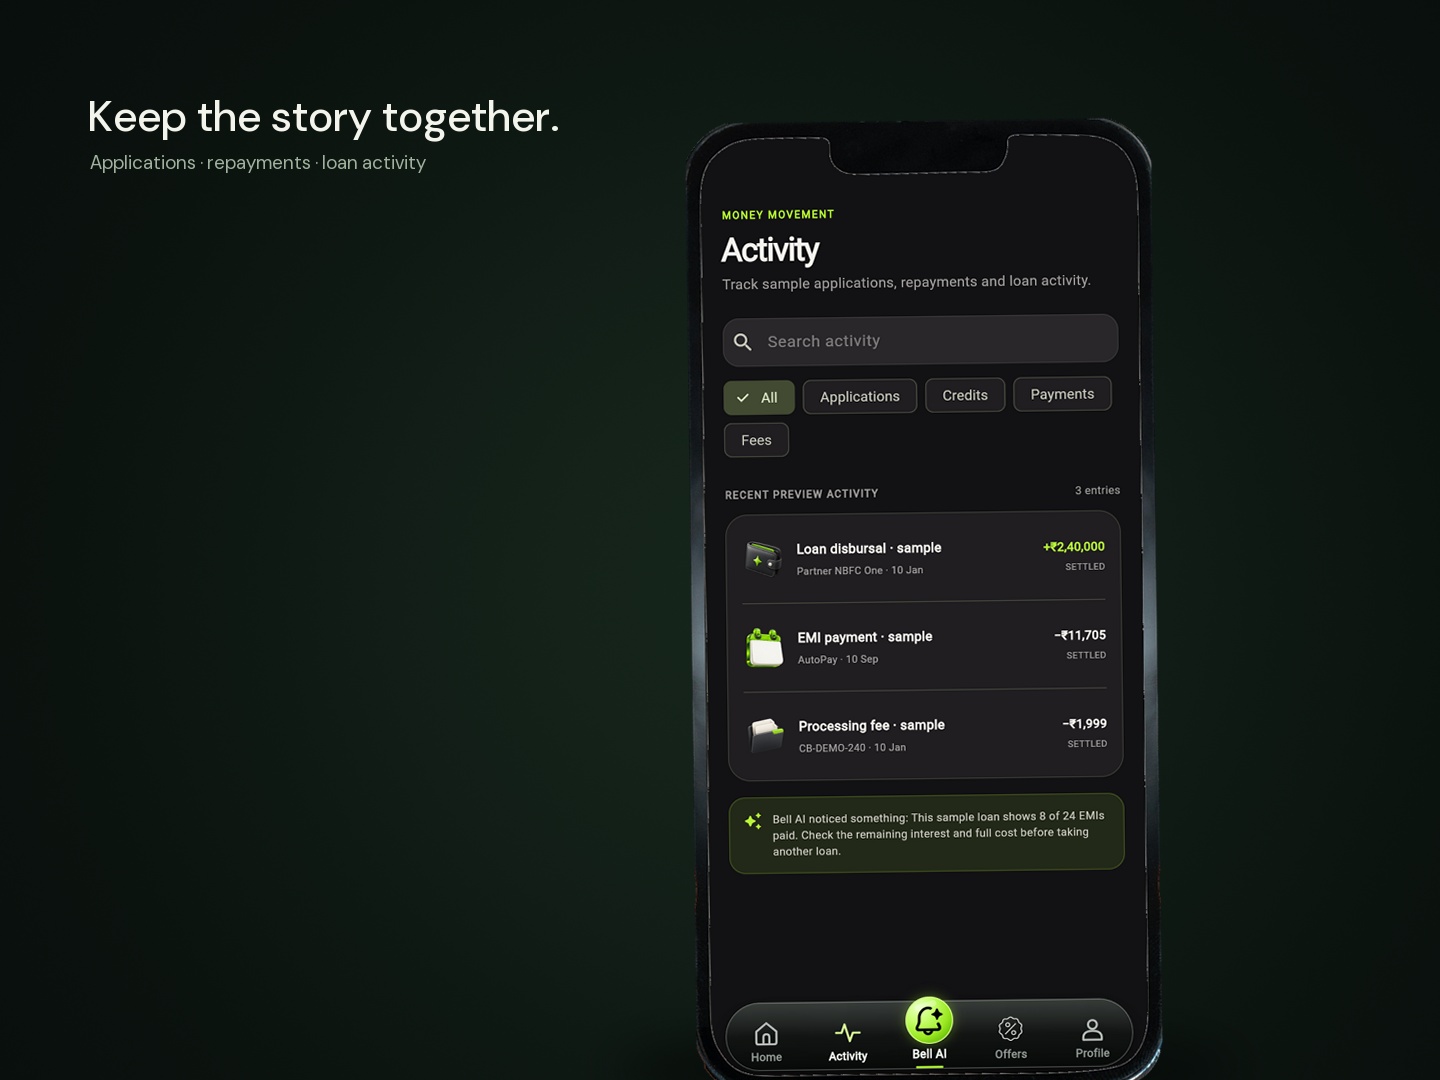 Keep the story together.
Applications · repayments · loan activity
MONEY MOVEMENT
Activity
Track sample applications, repayments and loan activity.
Search activity
All
Applications
Credits
Payments
Fees
RECENT PREVIEW ACTIVITY
3 entries
Loan disbursal · sample
+₹2,40,000
Partner NBFC One · 10 Jan
SETTLED
EMI payment · sample
−₹11,705
AutoPay · 10 Sep
SETTLED
Processing fee · sample
−₹1,999
CB-DEMO-240 · 10 Jan
SETTLED
Bell AI noticed something: This sample loan shows 8 of 24 EMIs
paid. Check the remaining interest and full cost before taking
another loan.
Home
Activity
Bell AI
Offers
Profile